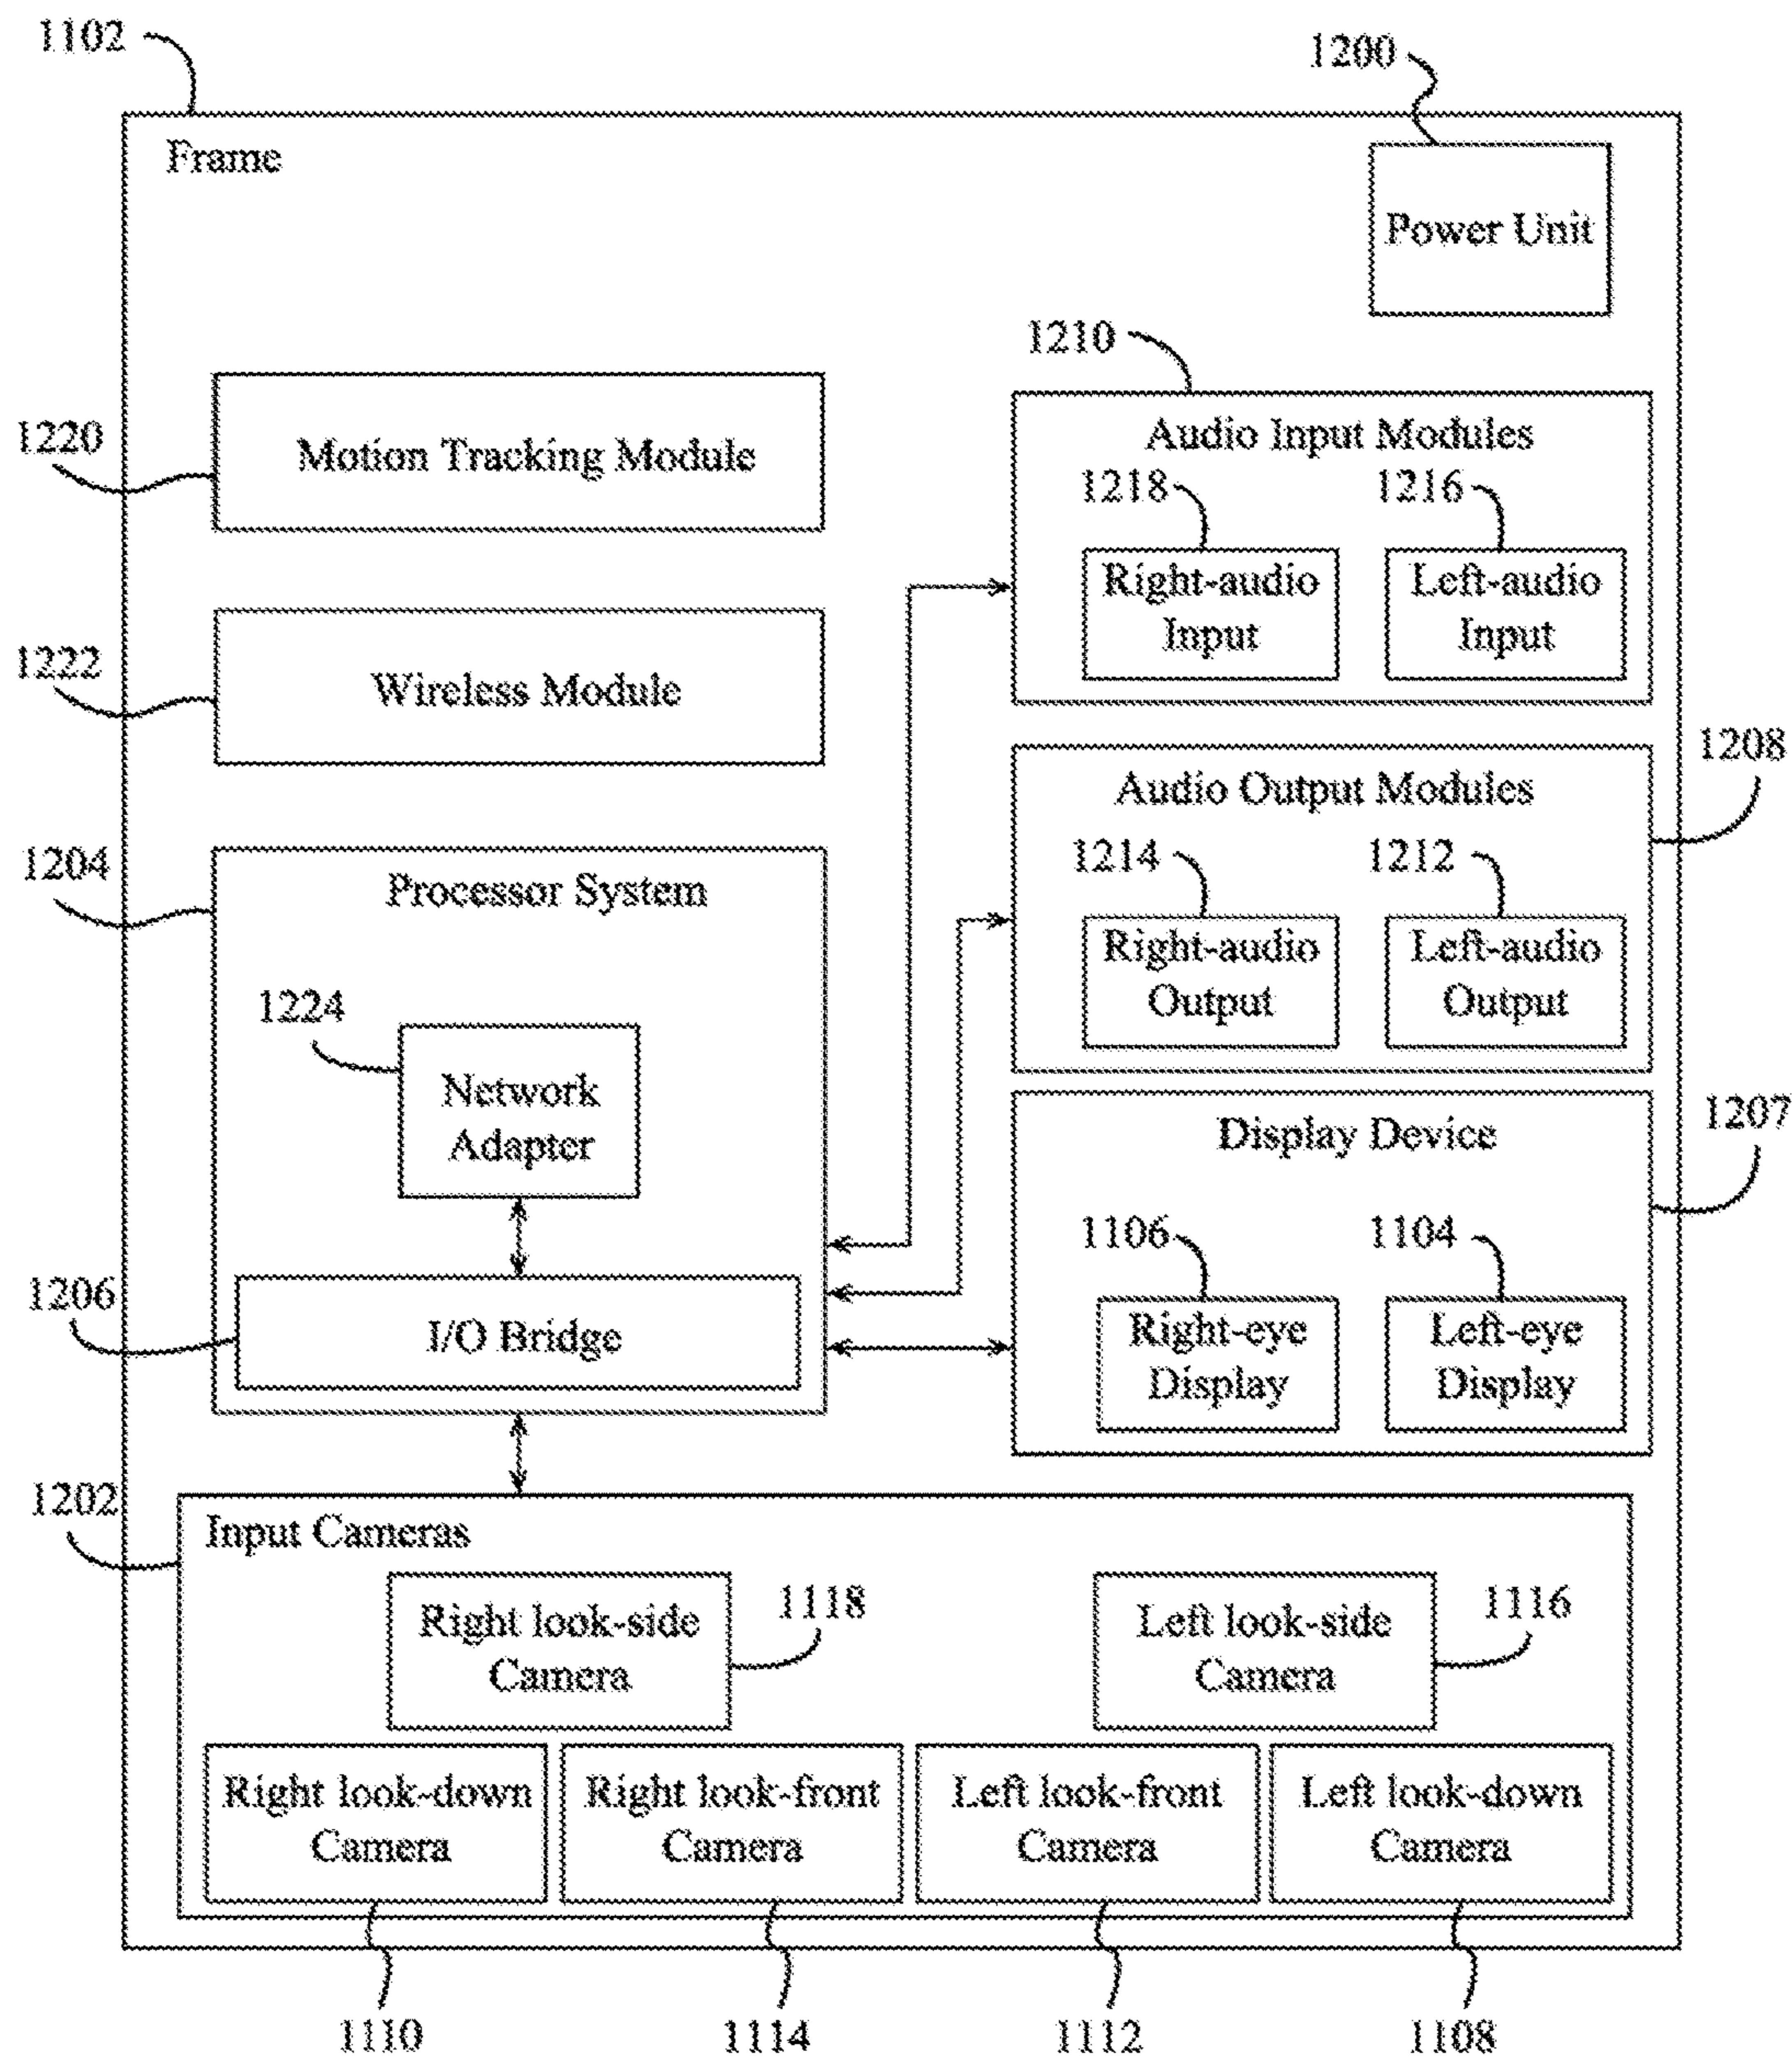 1102
1200
Frame
Power Unit
1210
1220
Motion Tracking Module
Audio Input Modules
1218
1216
Right-audio
Input
Left-audio
Input
1222
Wireless Module
1208
Audio Output Modules
1214
1212
Right-audio
Output
Left-audio
Output
1204
Processor System
1224
Network
Adapter
1207
Display Device
1106
1104
Right-eye
Display
Left-eye
Display
1206
I/O Bridge
1202
Input Cameras
Right look-side
Camera
1118
Left look-side
Camera
1116
Right look-down
Camera
Right look-front
Camera
Left look-front
Camera
Left look-down
Camera
1110
1114
1112
1108